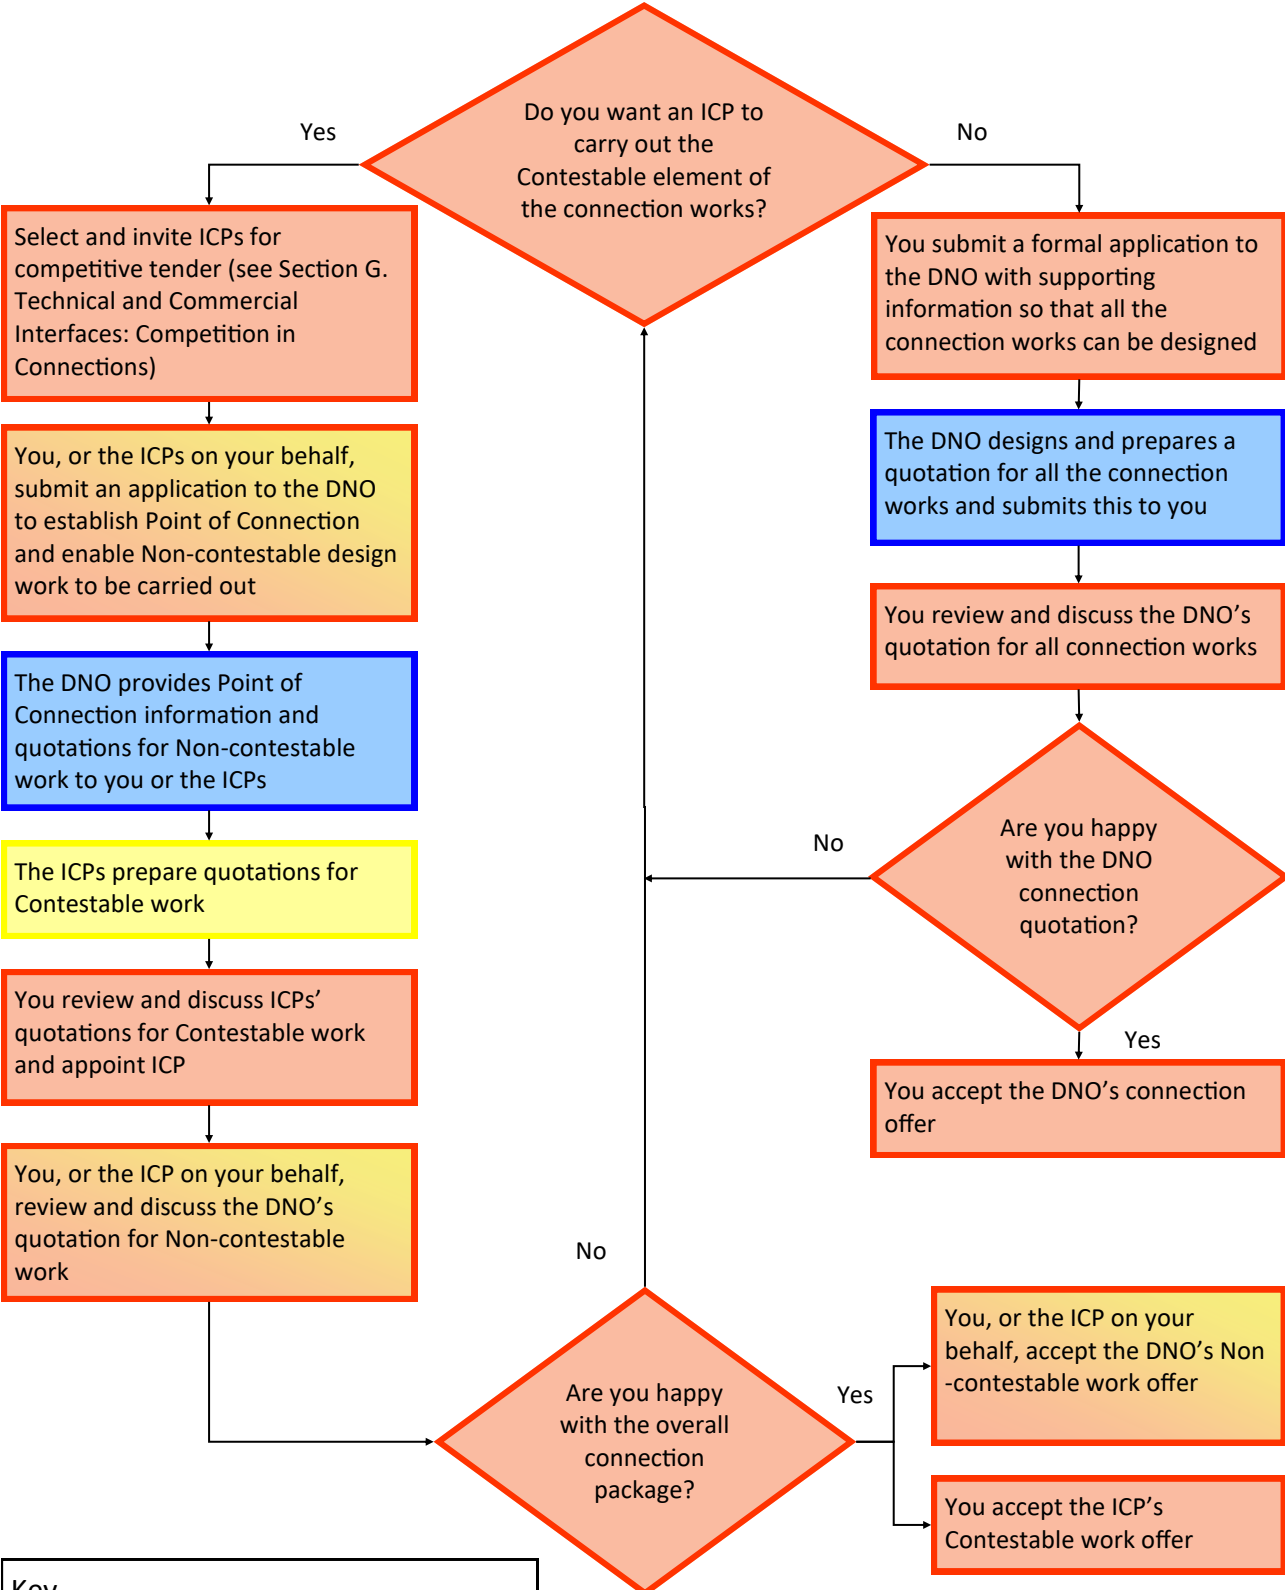 Do you want an ICP to
carry out the
Contestable element of
the connection works?
Yes
No
Select and invite ICPs for
competitive tender (see Section G.
Technical and Commercial
Interfaces: Competition in
Connections)
You, or the ICPs on your behalf,
submit an application to the DNO
to establish Point of Connection
and enable Non-contestable design
work to be carried out
The DNO provides Point of
Connection information and
quotations for Non-contestable
work to you or the ICPs
The ICPs prepare quotations for
Contestable work
You review and discuss ICPs’
quotations for Contestable work
and appoint ICP
You, or the ICP on your behalf,
review and discuss the DNO’s
quotation for Non-contestable
work
You submit a formal application to
the DNO with supporting
information so that all the
connection works can be designed
The DNO designs and prepares a
quotation for all the connection
works and submits this to you
You review and discuss the DNO’s
quotation for all connection works
Are you happy
with the DNO
connection
quotation?
No
Yes
You accept the DNO’s connection
offer
No
Are you happy
with the overall
connection
package?
Yes
You, or the ICP on your
behalf, accept the DNO’s Non
-contestable work offer
You accept the ICP’s
Contestable work offer
Key